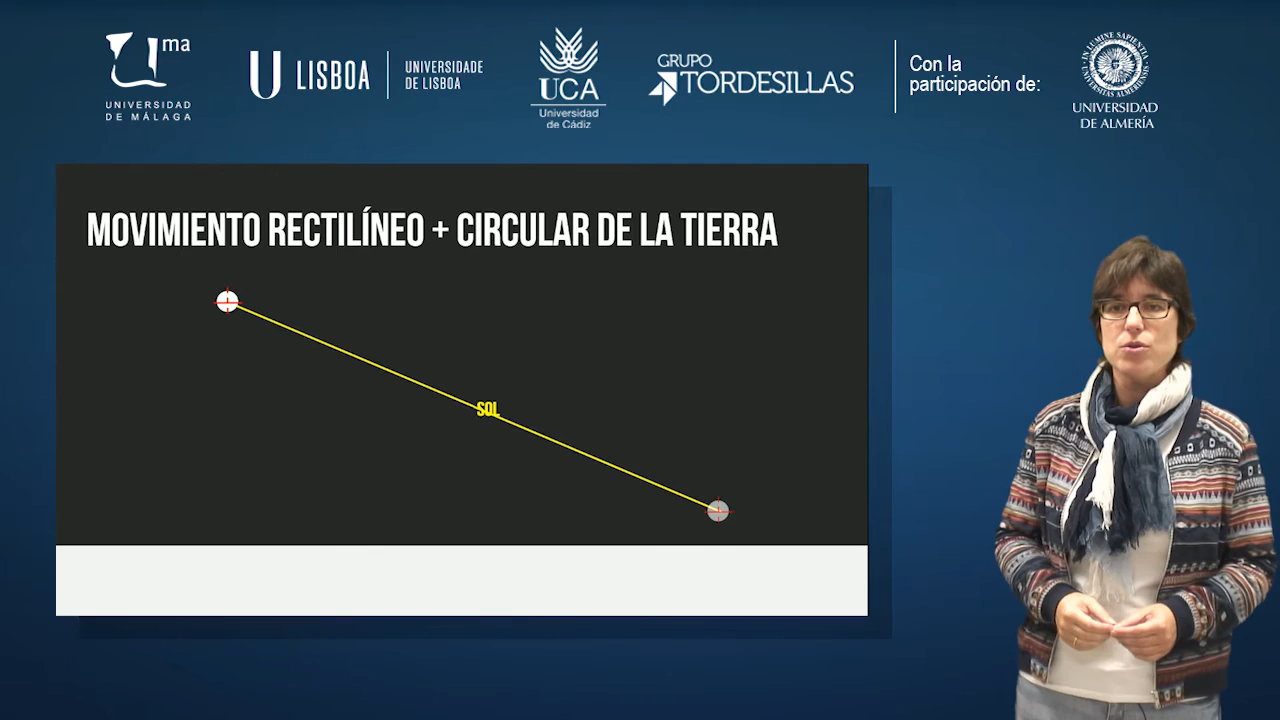 ma
UNIVERSIDAD
DE MÁLAGA
U LISBOA
UNIVERSIDADE
DE LISBOA
UCA
Universidad
de Cádiz
GRUPO
TORDESILLAS
Con la
participación de:
UNIVERSIDAD
DE ALMERÍA
MOVIMIENTO RECTILÍNEO + CIRCULAR DE LA TIERRA
SOL